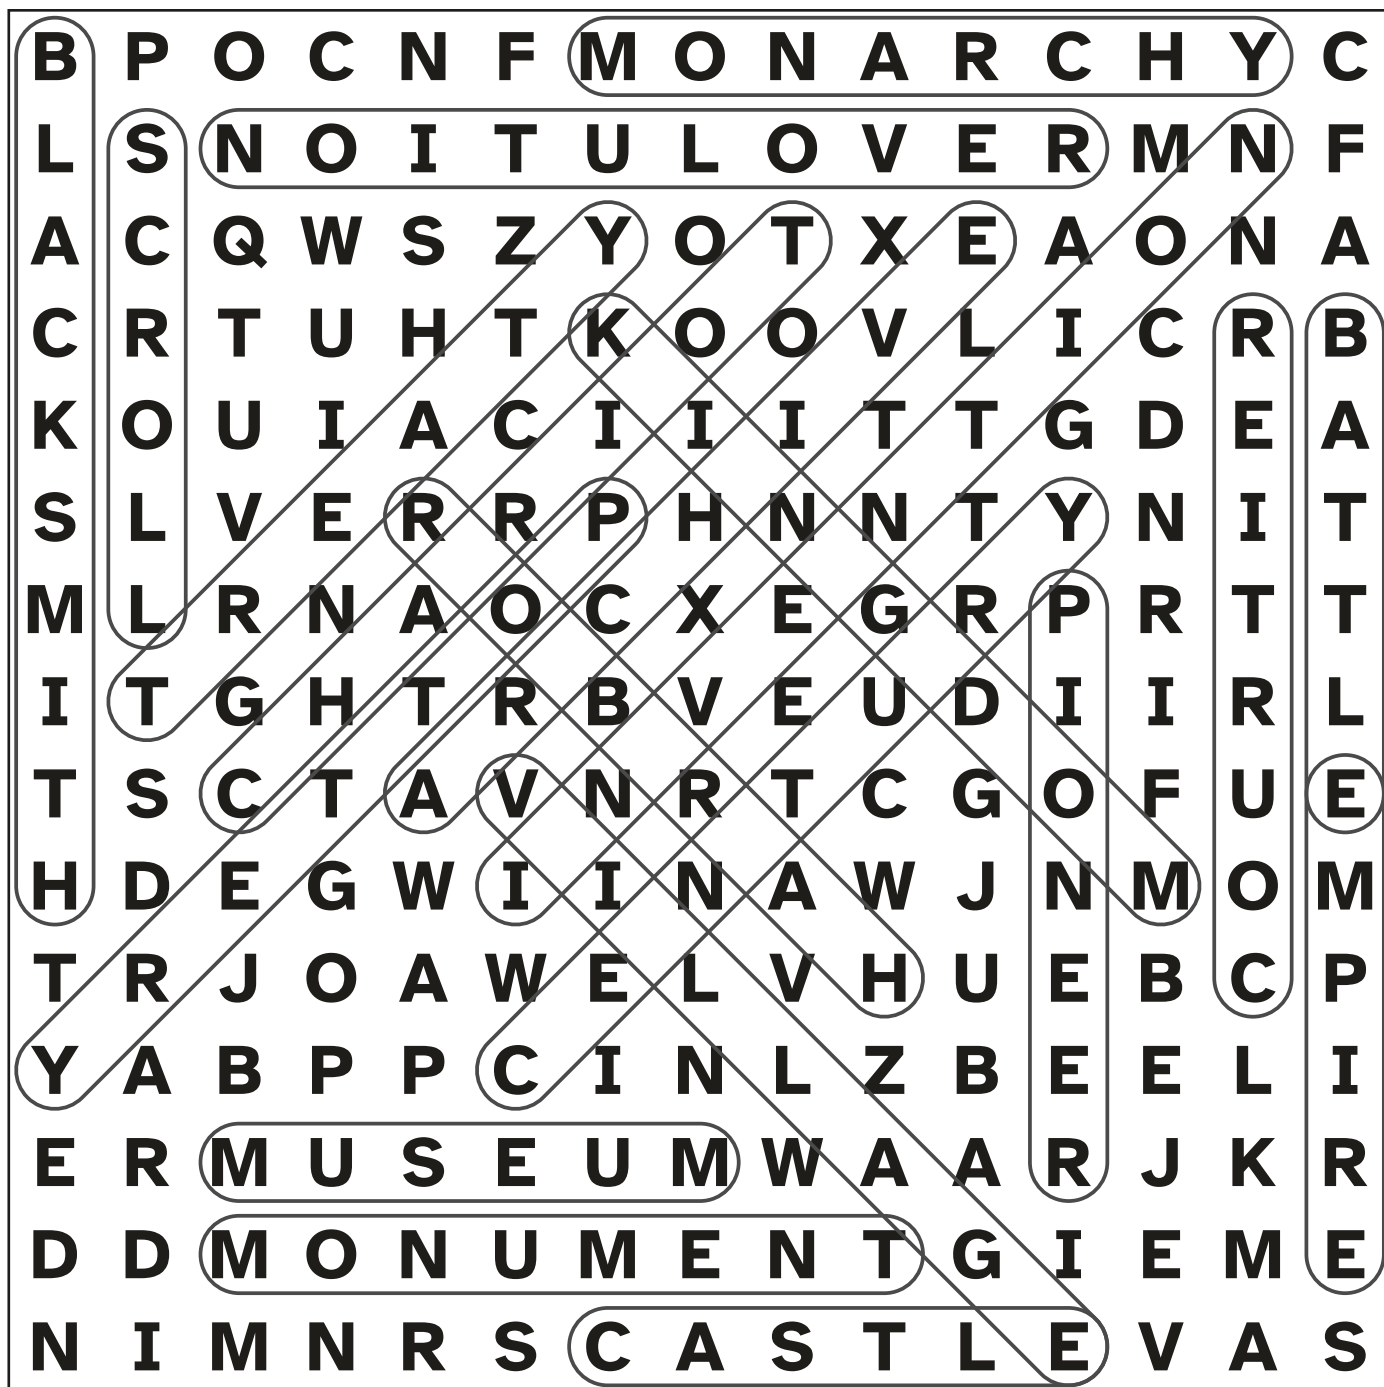 B P O C N F M O N A R C H Y C
L S N O I T U L O V E R M N F
A C Q W S Z Y O T X E A O N A
C R T U H T K O O V L I C R B
K O U I A C I I I T T G D E A
S L V E R R P H N N T Y N I T
M L R N A O C X E G R P R T T
I T G H T R B V E U D I I R L
T S C T A V N R T C G O F U E
H D E G W I I N A W J N M O M
T R J O A W E L V H U E B C P
Y A B P P C I N L Z B E E L I
E R M U S E U M W A A R J K R
D D M O N U M E N T G I E M E
N I M N R S C A S T L E V A S